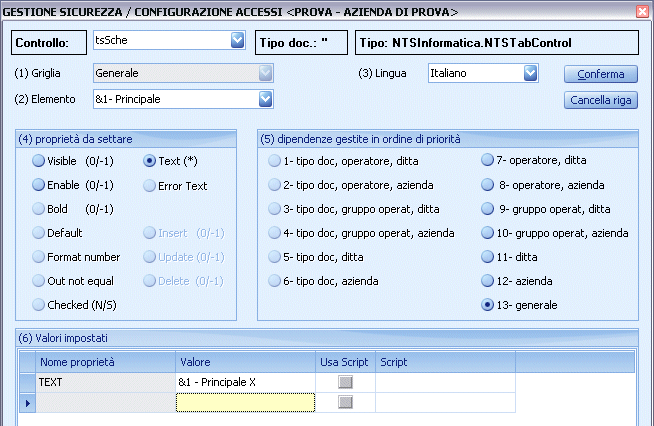 GESTIONE SICUREZZA / CONFIGURAZIONE ACCESSI <PROVA - AZIENDA DI PROVA>
Controllo: tsSche Tipo doc.: '' Tipo: NTSInformatica.NTSTabControl
(1) Griglia Generale (3) Lingua Italiano Conferma
(2) Elemento &1- Principale Cancella riga
(4) proprietà da settare
Visible (0/-1) Text (*)
Enable (0/-1) Error Text
Bold (0/-1)
Default Insert (0/-1)
Format number Update (0/-1)
Out not equal Delete (0/-1)
Checked (N/S)
(5) dipendenze gestite in ordine di priorità
1- tipo doc, operatore, ditta
2- tipo doc, operatore, azienda
3- tipo doc, gruppo operat, ditta
4- tipo doc, gruppo operat, azienda
5- tipo doc, ditta
6- tipo doc, azienda
7- operatore, ditta
8- operatore, azienda
9- gruppo operat, ditta
10- gruppo operat, azienda
11- ditta
12- azienda
13- generale
(6) Valori impostati
Nome proprietà Valore Usa Script Script
TEXT &1 - Principale X